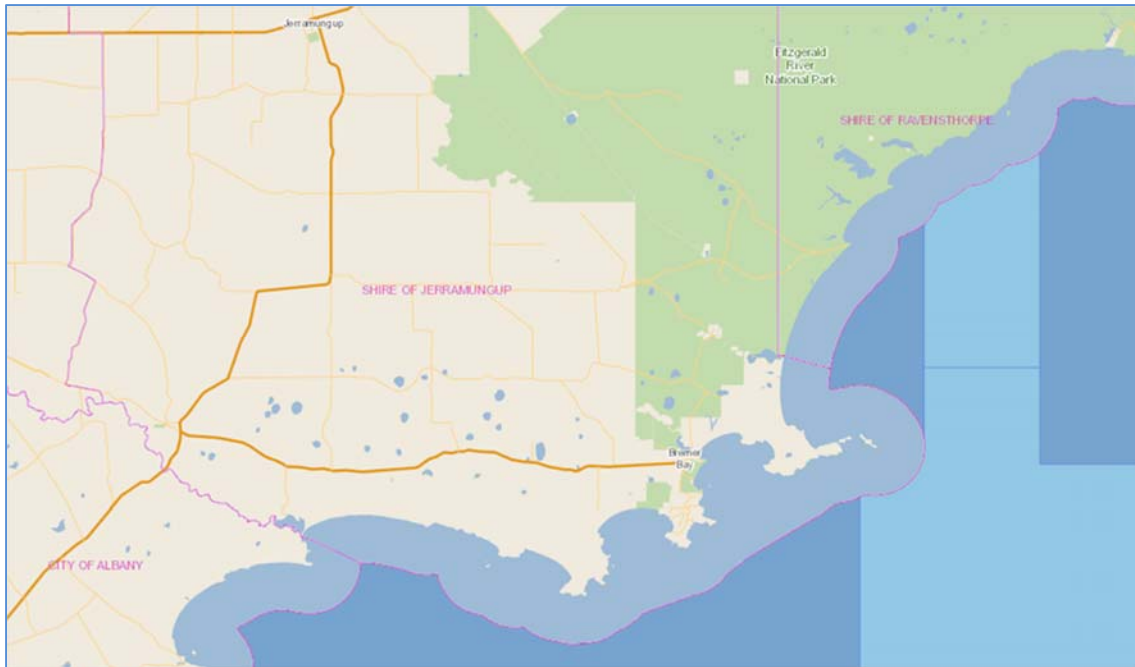 Jerramungup
Fitzgerald
River
National Park
SHIRE OF RAVENSTHORPE
SHIRE OF JERRAMUNGUP
Bremer
Bay
CITY OF ALBANY